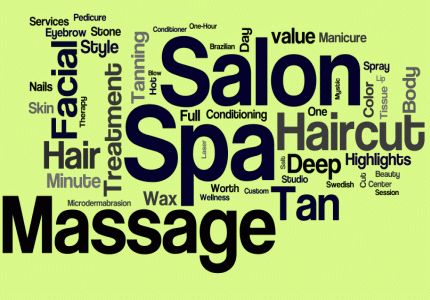 Services
Pedicure
Eyebrow
Stone
Style
Facial
Nails
Skin
Therapy
Hair
Minute
Treatment
Tanning
Conditioner
One-Hour
Brazilian
Day
value
Manicure
Hot
Blow
Salon
Mystic
Spray
Color
Tissue
Body
Spa
Full
Conditioning
One
Haircut
Laser
Salt
Deep
Highlights
Studio
Swedish
Cut
Beauty
Center
Session
Worth
Custom
Wellness
Wax
Tan
Microdermabrasion
Massage